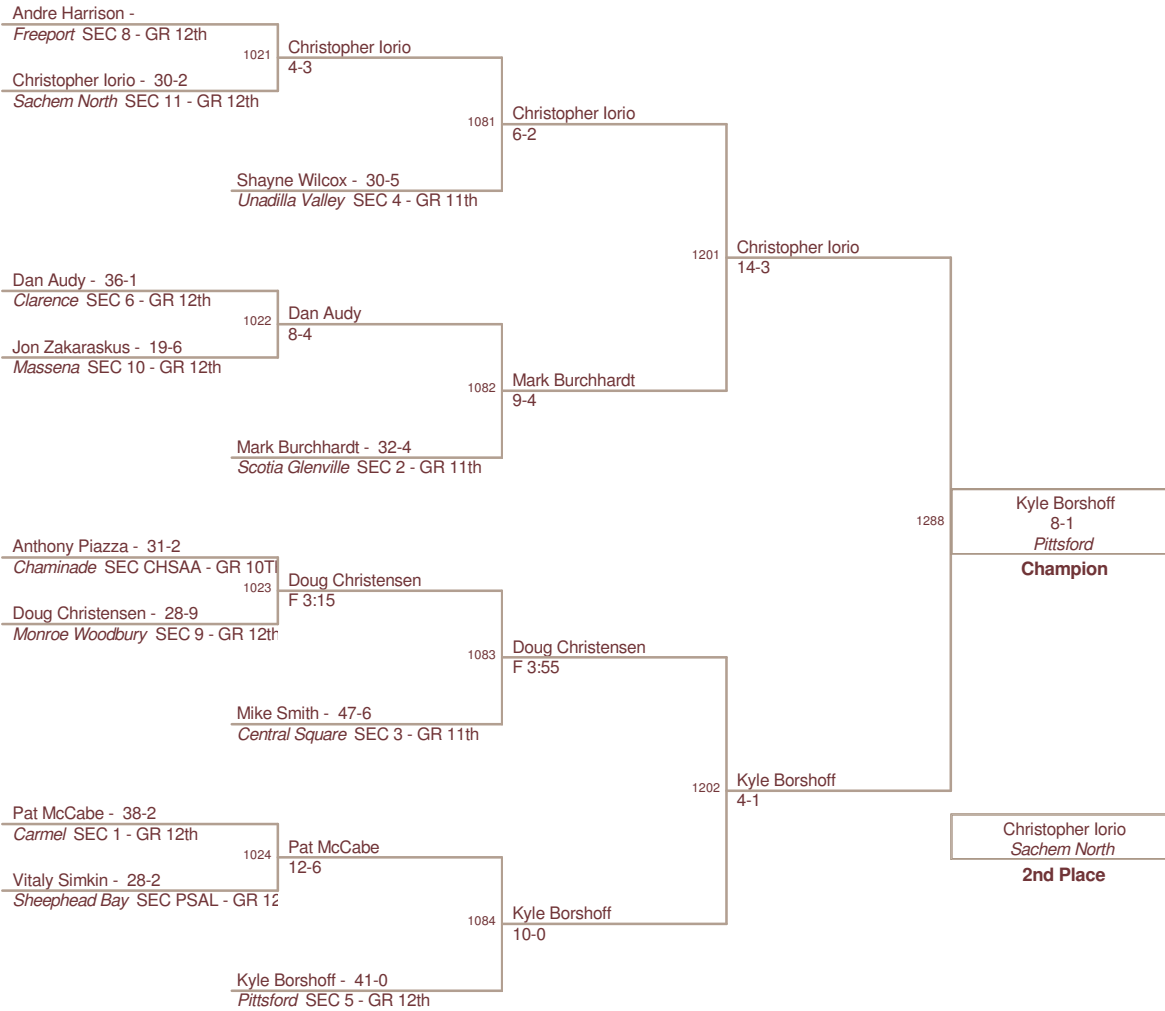 Andre Harrison -
Freeport SEC 8 - GR 12th
1021
Christopher Iorio
4-3
Christopher Iorio - 30-2
Sachem North SEC 11 - GR 12th
1081
Christopher Iorio
6-2
Shayne Wilcox - 30-5
Unadilla Valley SEC 4 - GR 11th
1201
Christopher Iorio
14-3
Dan Audy - 36-1
Clarence SEC 6 - GR 12th
1022
Dan Audy
8-4
Jon Zakaraskus - 19-6
Massena SEC 10 - GR 12th
1082
Mark Burchhardt
9-4
Mark Burchhardt - 32-4
Scotia Glenville SEC 2 - GR 11th
1288
Kyle Borshoff
8-1
Pittsford
Champion
Anthony Piazza - 31-2
Chaminade SEC CHSAA - GR 10T
1023
Doug Christensen
F 3:15
Doug Christensen - 28-9
Monroe Woodbury SEC 9 - GR 12th
1083
Doug Christensen
F 3:55
Mike Smith - 47-6
Central Square SEC 3 - GR 11th
1202
Kyle Borshoff
4-1
Pat McCabe - 38-2
Carmel SEC 1 - GR 12th
1024
Pat McCabe
12-6
Vitaly Simkin - 28-2
Sheephead Bay SEC PSAL - GR 12
1084
Kyle Borshoff
10-0
Kyle Borshoff - 41-0
Pittsford SEC 5 - GR 12th
Christopher Iorio
Sachem North
2nd Place